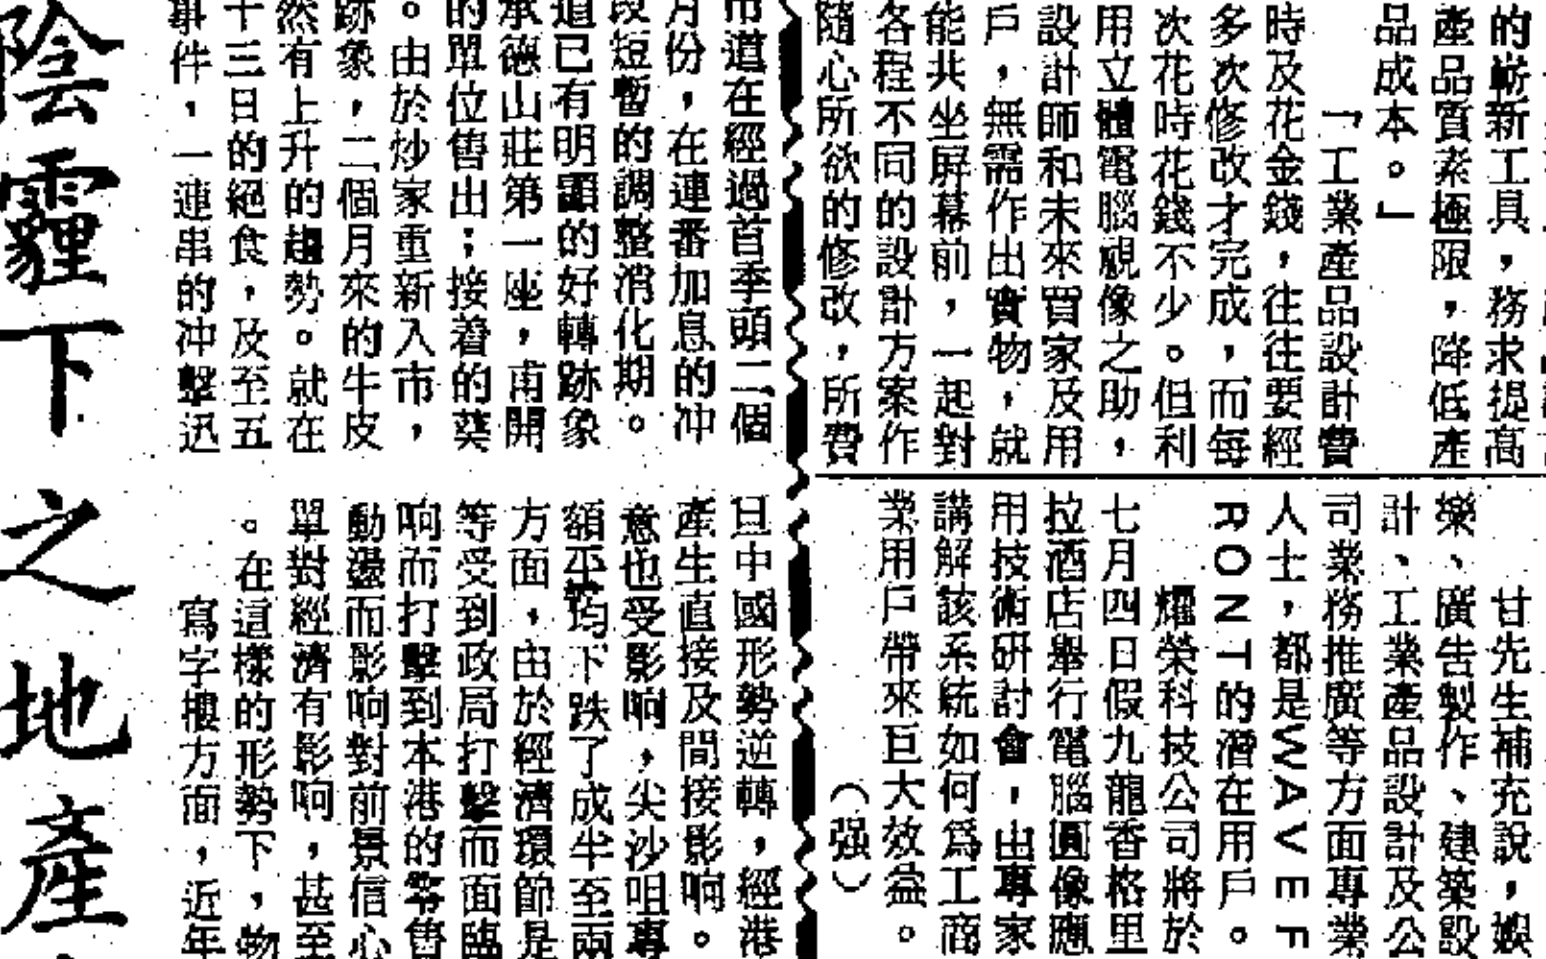 的嶄新工具，務求提高
產品質素極限，降低產
品成本。」
「工業產品設計費
時及花金錢，往往要經
多次修改才完成，而每
次花時花錢不少。但利
用立體電腦視像之助，
設計師和未來買家及用
戶，無需作出實物，就
能共坐屏幕前，一起對
各程不同的設計方案作
隨心所欲的修改，所費
甘先生補充說，娛
樂、廣告製作、建築設
計、工業產品設計及公
司業務推廣等方面專業
人士，都是WAVEF
RONT的潛在用戶。
耀榮科技公司將於
七月四日假九龍香格里
拉酒店舉行電腦圖像應
用技術研討會，由專家
講解該系統如何爲工商
業用戶帶來巨大效益。
（强）
陰霾下之地產
市道在經過首季頭二個
月份，在連番加息的冲
段短暫的調整消化期。
道已有明顯的好轉跡象
承德山莊第一座，甫開
的單位售出；接着的葵
。由於炒家重新入市，
跡象，二個月來的牛皮
然有上升的趨勢。就在
十三日的絕食，及至五
事件，一連串的冲擊迅
旦中國形勢逆轉，經港
產生直接及間接影响。
意也受影响，尖沙咀專
額平均下跌了成半至兩
方面，由於經濟環節是
等受到政局打擊而面臨
响而打擊到本港的零售
動盪而影响對前景信心
單對經濟有影响，甚至
。在這樣的形勢下，物
寫字樓方面，近年